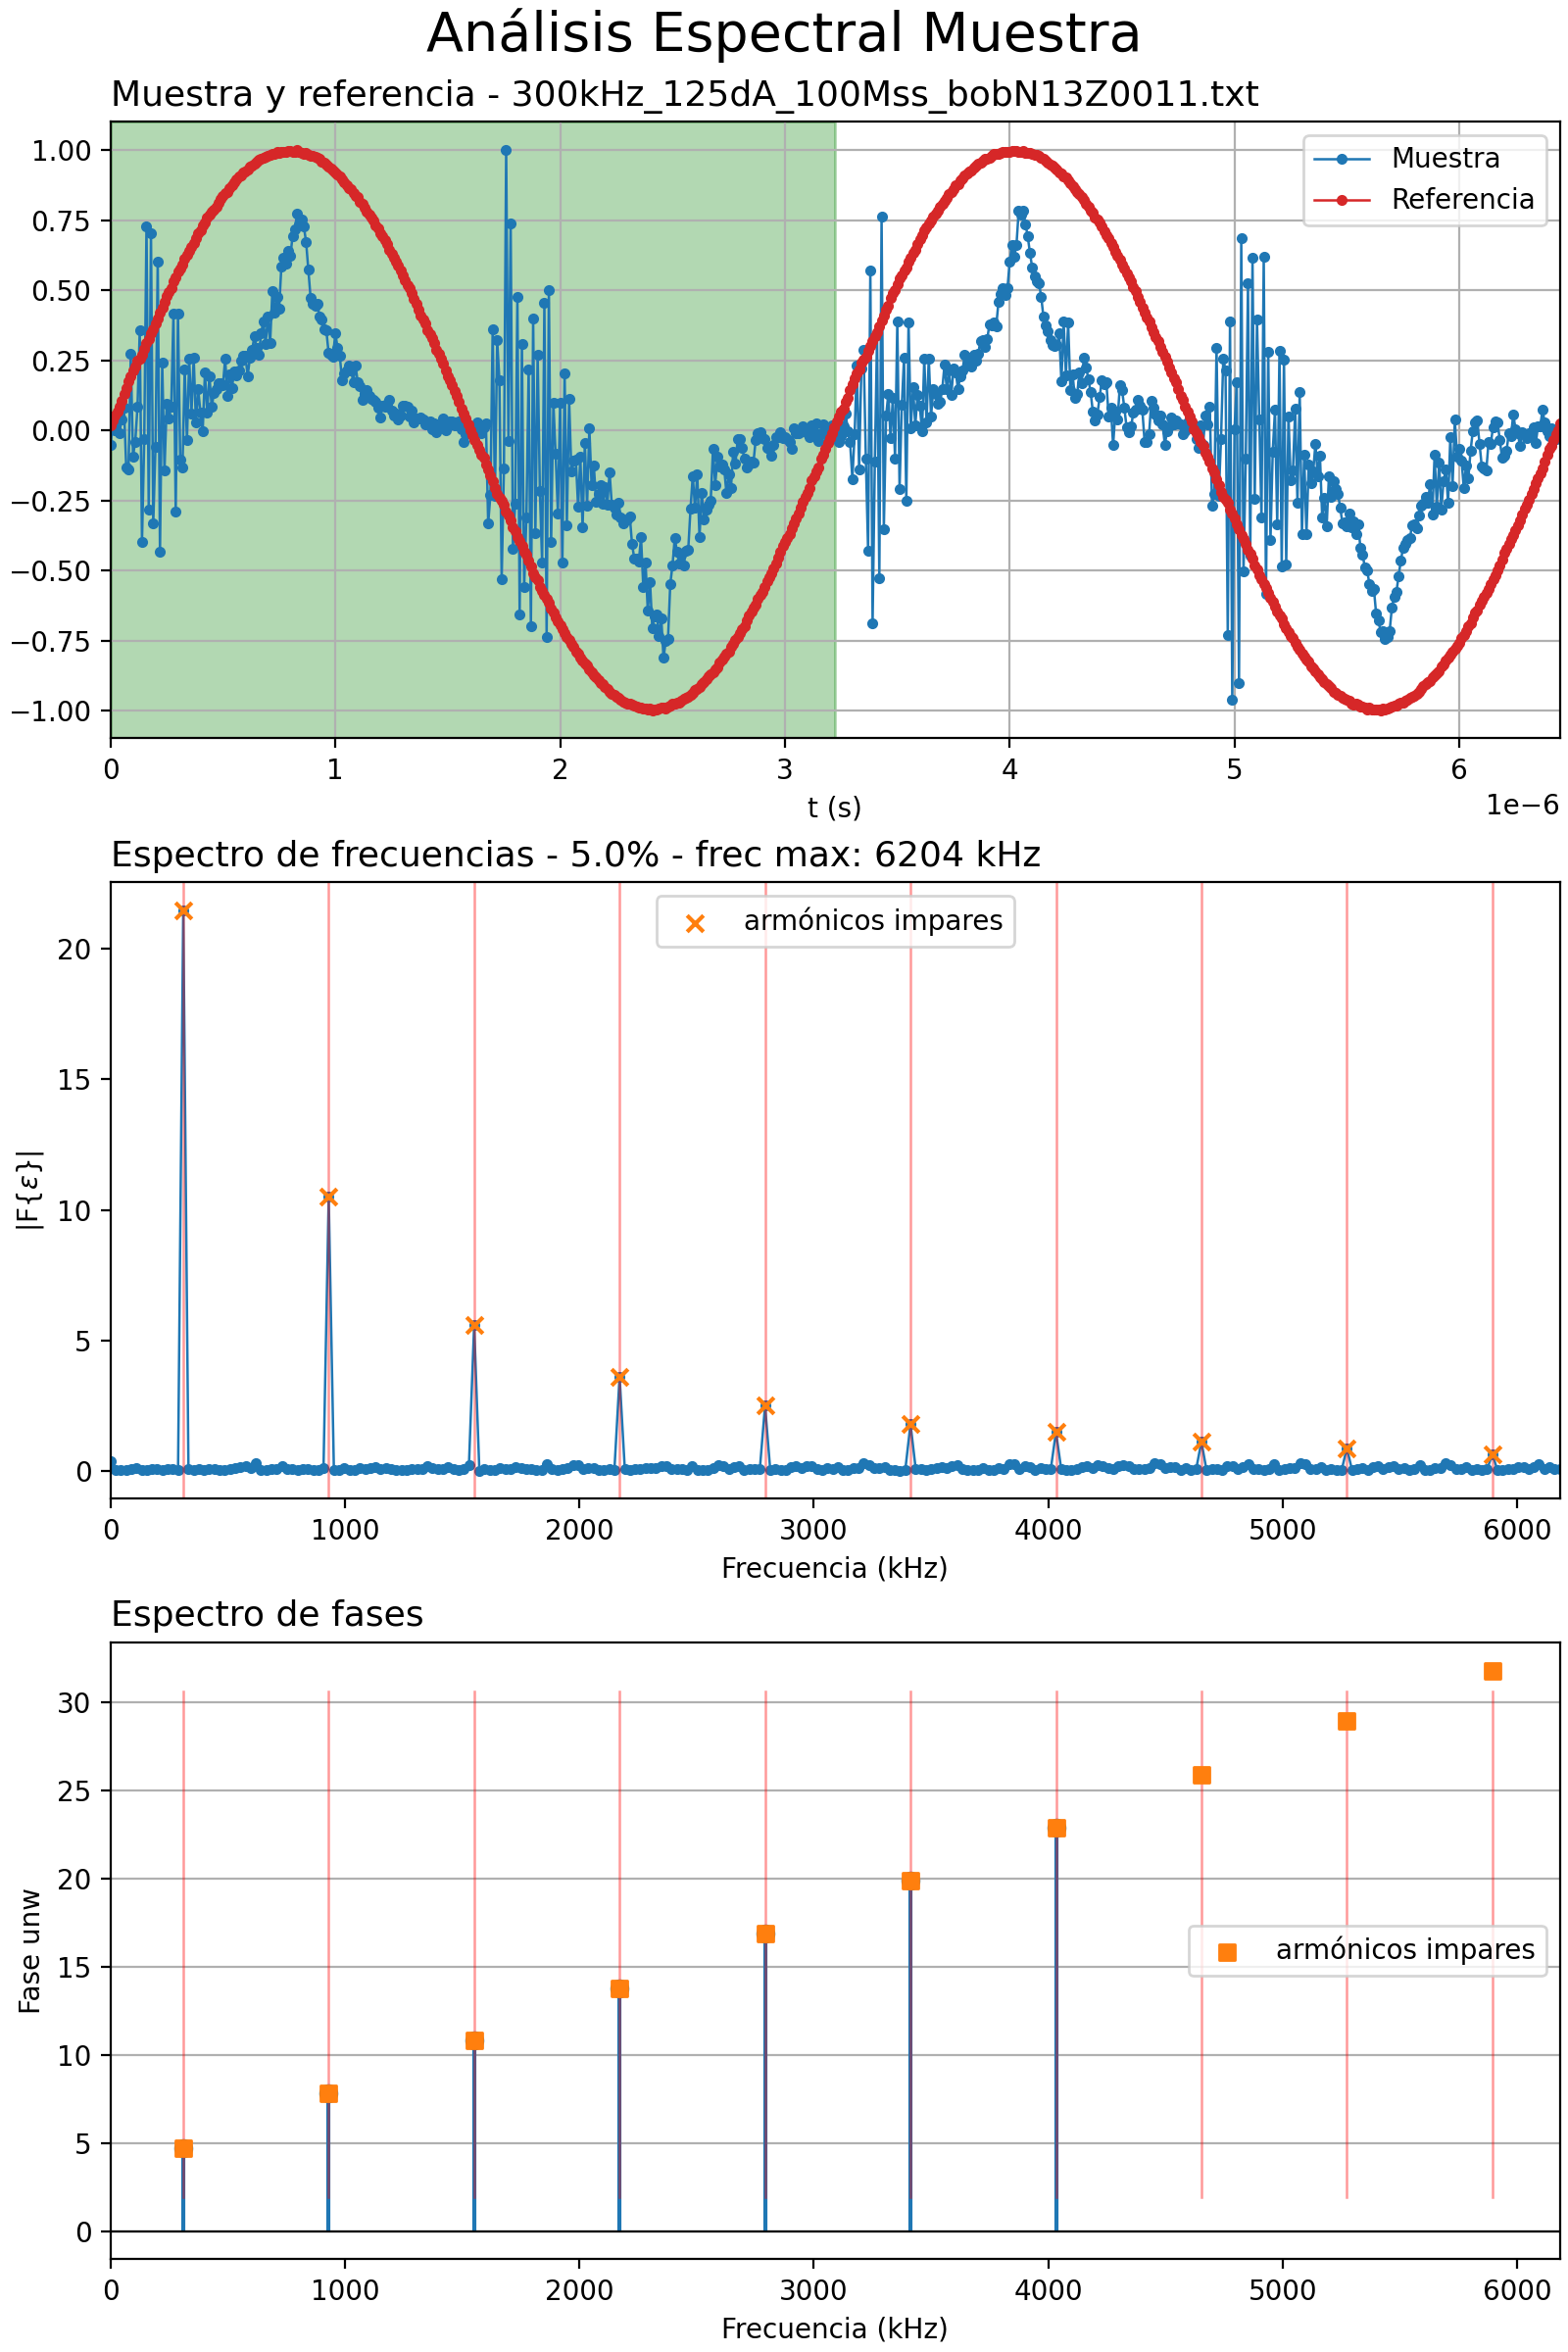 Análisis Espectral Muestra
Muestra y referencia - 300kHz_125dA_100Mss_bobN13Z0011.txt
1.00
0.75
0.50
0.25
0.00
−0.25
−0.50
−0.75
−1.00
Muestra
Referencia
0 1 2 3 4 5 6
t (s)
1e−6
Espectro de frecuencias - 5.0% - frec max: 6204 kHz
armónicos impares
20
15
10
5
0
|F{ε}|
0 1000 2000 3000 4000 5000 6000
Frecuencia (kHz)
Espectro de fases
30
25
20
15
10
5
0
Fase unw
armónicos impares
0 1000 2000 3000 4000 5000 6000
Frecuencia (kHz)